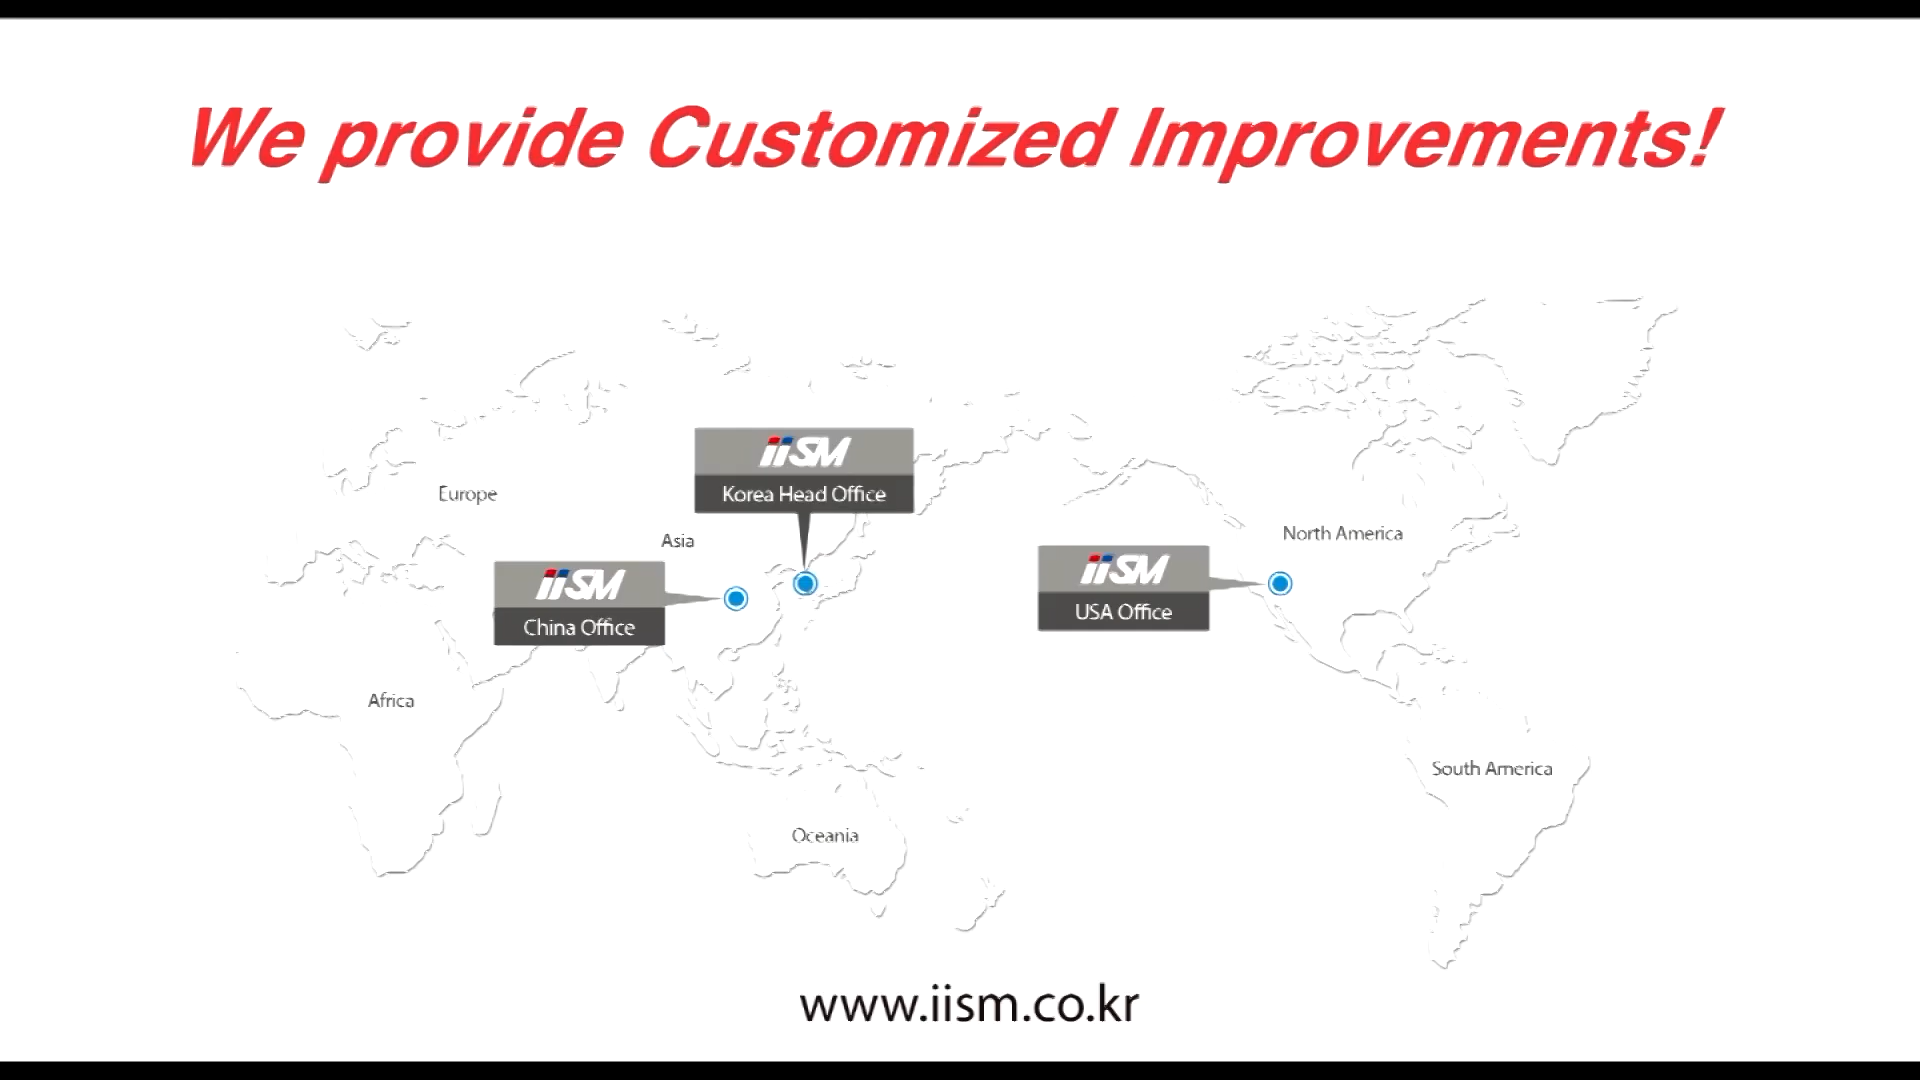 We provide Customized Improvements!
iiSM
Korea Head Office
Europe
Asia
North America
iiSM
China Office
iiSM
USA Office
Africa
South America
Oceania
www.iism.co.kr